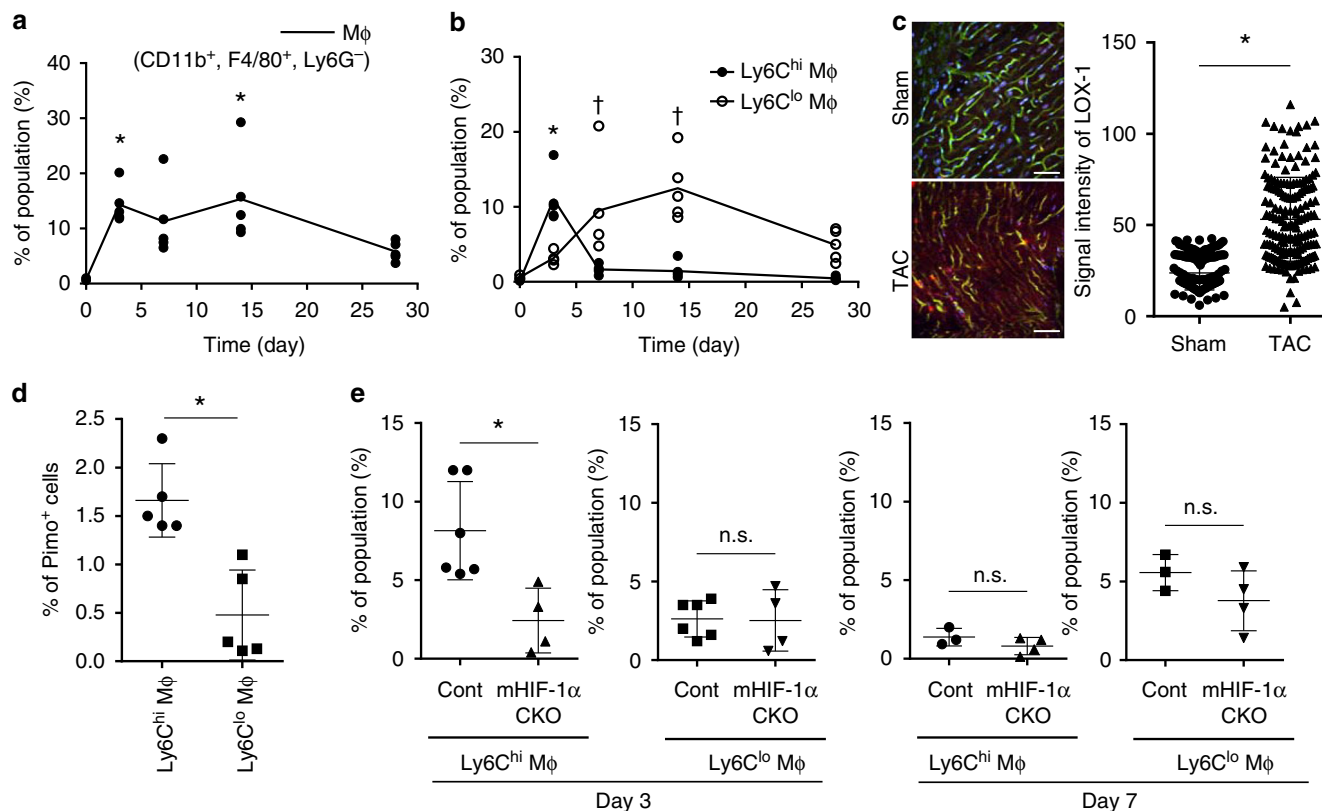 a
Mϕ
(CD11b⁺, F4/80⁺, Ly6G⁻)
% of population (%)
50
40
30
20
10
0
* *
0 5 10 15 20 25 30
Time (day)
b
% of population (%)
30
20
10
0
Ly6Cʰⁱ Mϕ
Ly6Cˡᵒ Mϕ
* † †
0 5 10 15 20 25 30
Time (day)
c
Sham
TAC
Signal intensity of LOX-1
150
100
50
0
*
Sham TAC
d
% of Pimo⁺ cells
2.5
2.0
1.5
1.0
0.5
0.0
*
Ly6Cʰⁱ Mϕ
Ly6Cˡᵒ Mϕ
e
% of population (%)
15
10
5
0
*
Cont mHIF-1α
CKO
Ly6Cʰⁱ Mϕ
% of population (%)
15
10
5
0
n.s.
Cont mHIF-1α
CKO
Ly6Cˡᵒ Mϕ
Day 3
% of population (%)
15
10
5
0
n.s.
Cont mHIF-1α
CKO
Ly6Cʰⁱ Mϕ
% of population (%)
15
10
5
0
n.s.
Cont mHIF-1α
CKO
Ly6Cˡᵒ Mϕ
Day 7